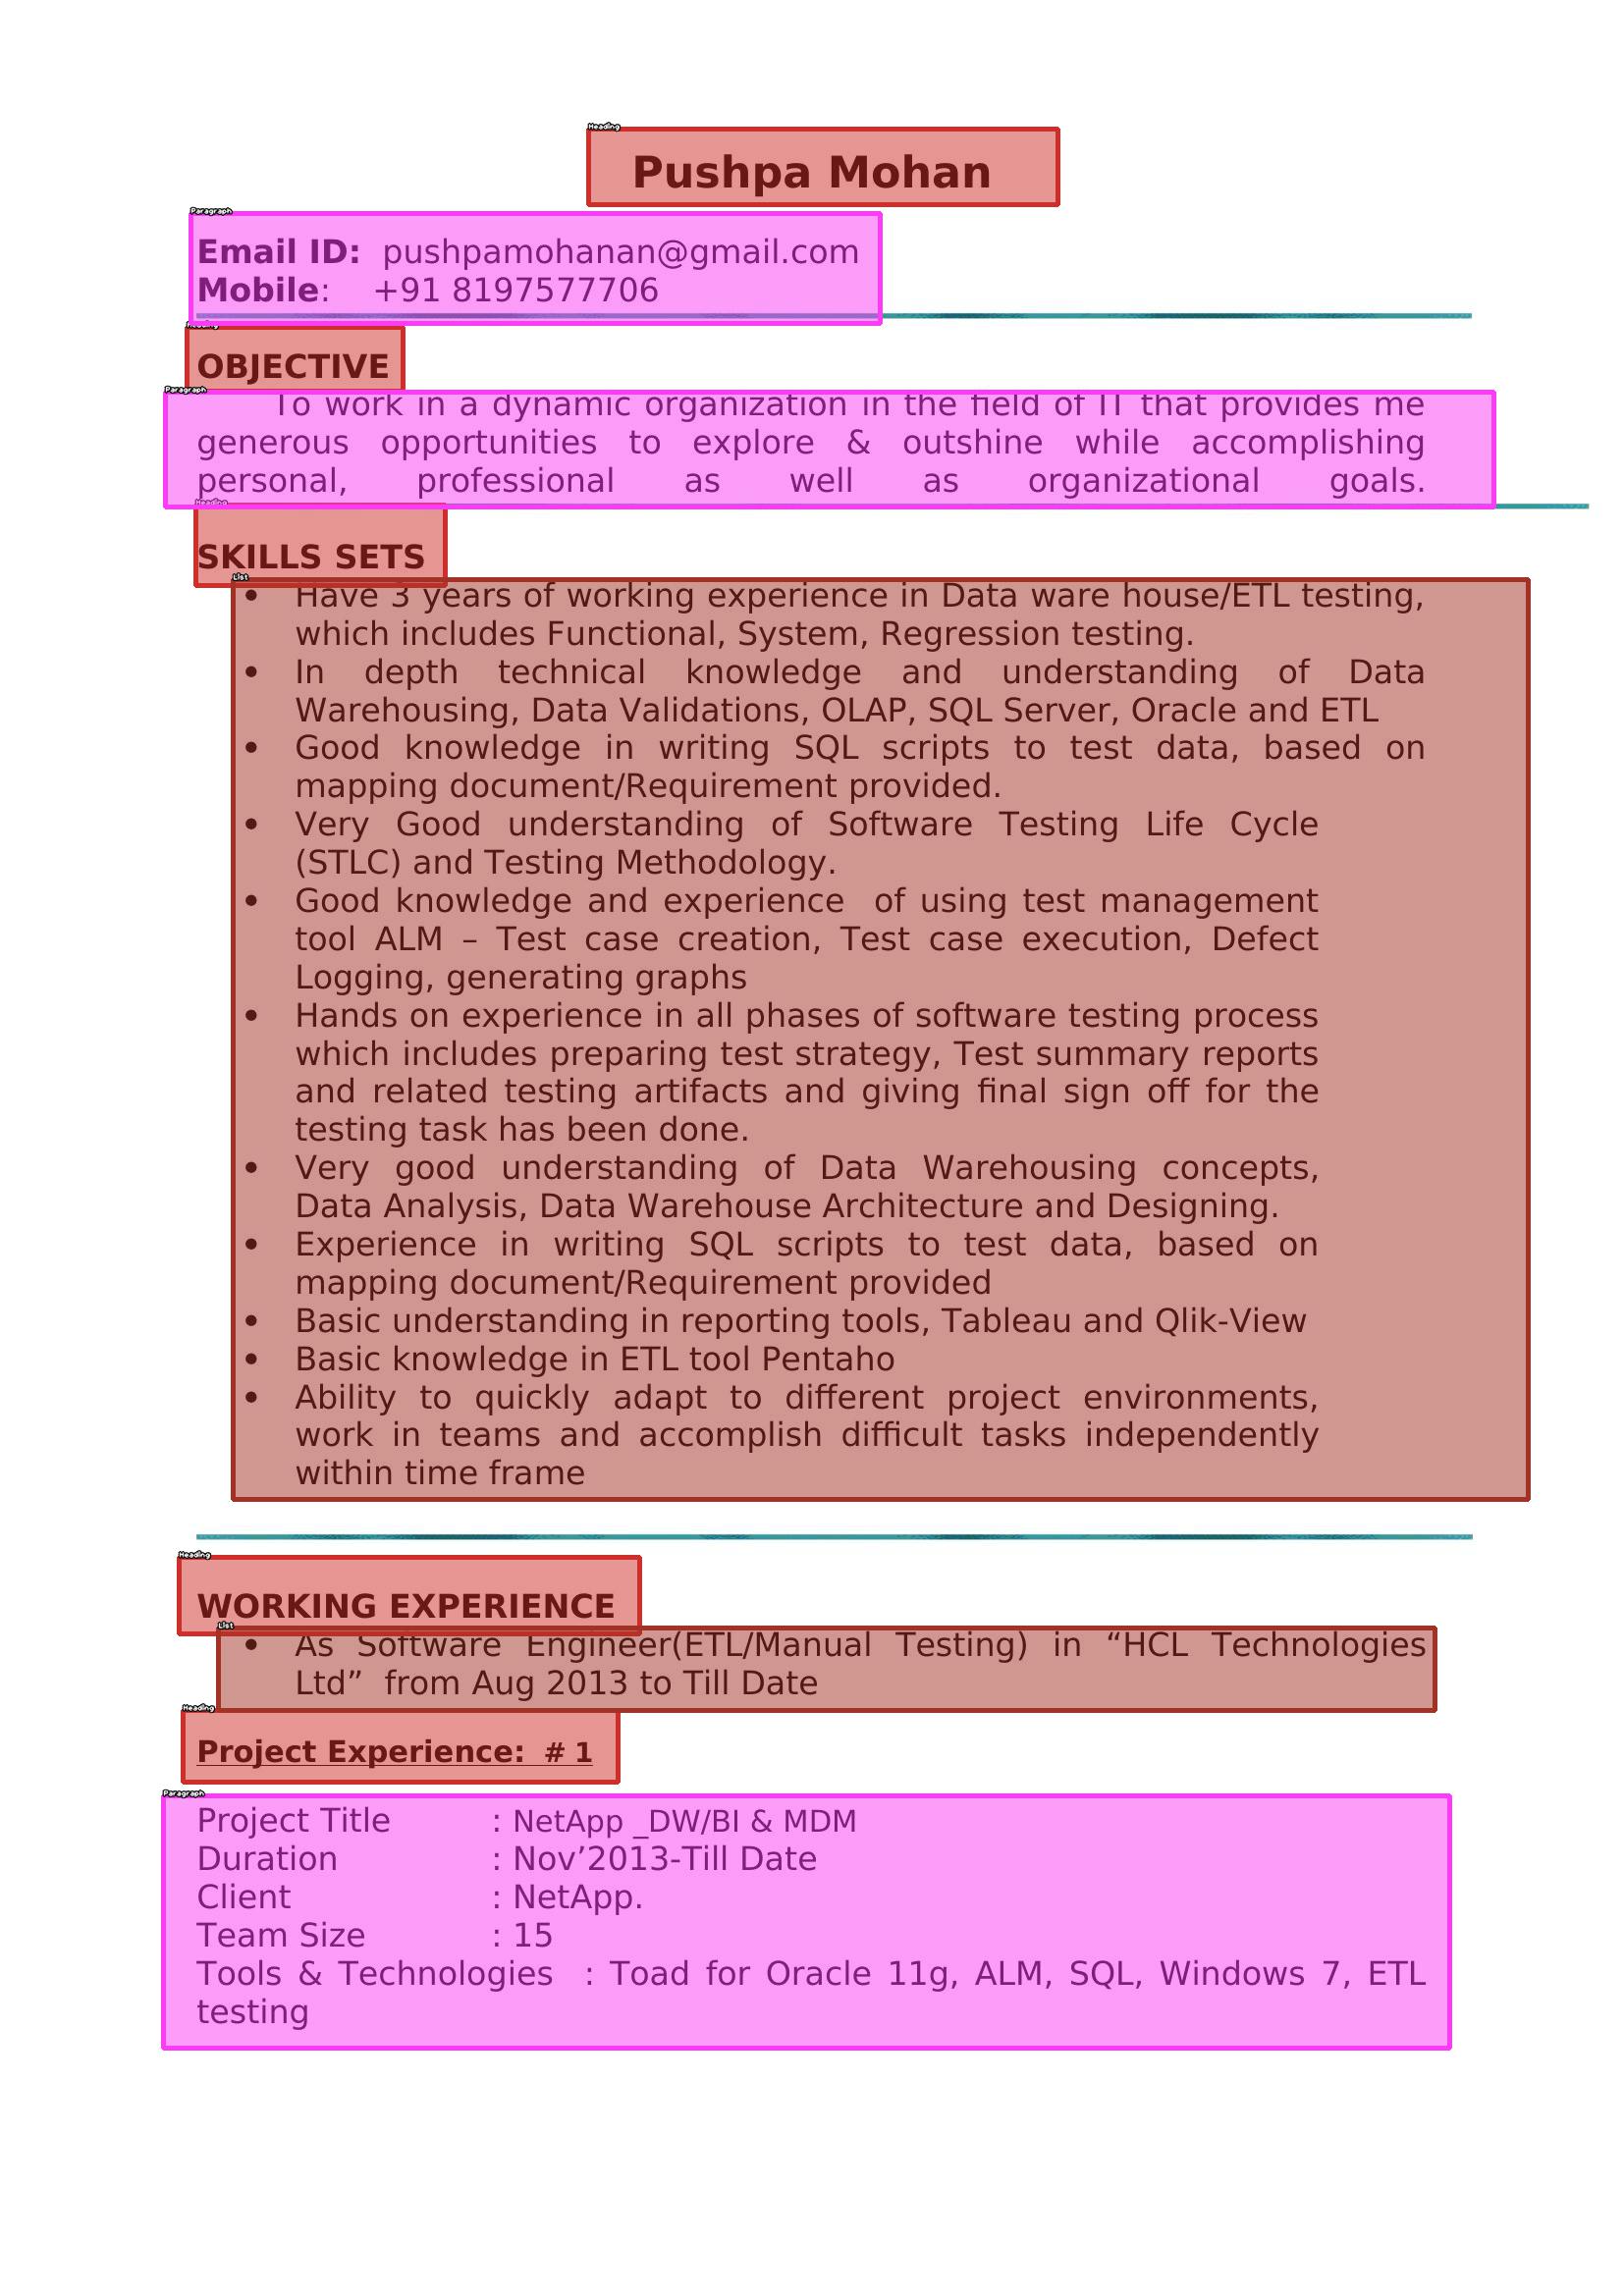 Heading
Pushpa Mohan
Paragraph
Email ID:  pushpamohanan@gmail.com
Mobile:    +91 8197577706
Heading
OBJECTIVE
Paragraph
To work in a dynamic organization in the field of IT that provides me
generous opportunities to explore & outshine while accomplishing
personal, professional as well as organizational goals.
Heading
SKILLS SETS
List
• Have 3 years of working experience in Data ware house/ETL testing,
which includes Functional, System, Regression testing.
• In depth technical knowledge and understanding of Data
Warehousing, Data Validations, OLAP, SQL Server, Oracle and ETL
• Good knowledge in writing SQL scripts to test data, based on
mapping document/Requirement provided.
• Very Good understanding of Software Testing Life Cycle
(STLC) and Testing Methodology.
• Good knowledge and experience  of using test management
tool ALM – Test case creation, Test case execution, Defect
Logging, generating graphs
• Hands on experience in all phases of software testing process
which includes preparing test strategy, Test summary reports
and related testing artifacts and giving final sign off for the
testing task has been done.
• Very good understanding of Data Warehousing concepts,
Data Analysis, Data Warehouse Architecture and Designing.
• Experience in writing SQL scripts to test data, based on
mapping document/Requirement provided
• Basic understanding in reporting tools, Tableau and Qlik-View
• Basic knowledge in ETL tool Pentaho
• Ability to quickly adapt to different project environments,
work in teams and accomplish difficult tasks independently
within time frame
Heading
WORKING EXPERIENCE
List
• As Software Engineer(ETL/Manual Testing) in “HCL Technologies
Ltd”  from Aug 2013 to Till Date
Heading
Project Experience:  # 1
Paragraph
Project Title : NetApp _DW/BI & MDM
Duration : Nov’2013-Till Date
Client : NetApp.
Team Size : 15
Tools & Technologies  : Toad for Oracle 11g, ALM, SQL, Windows 7, ETL
testing